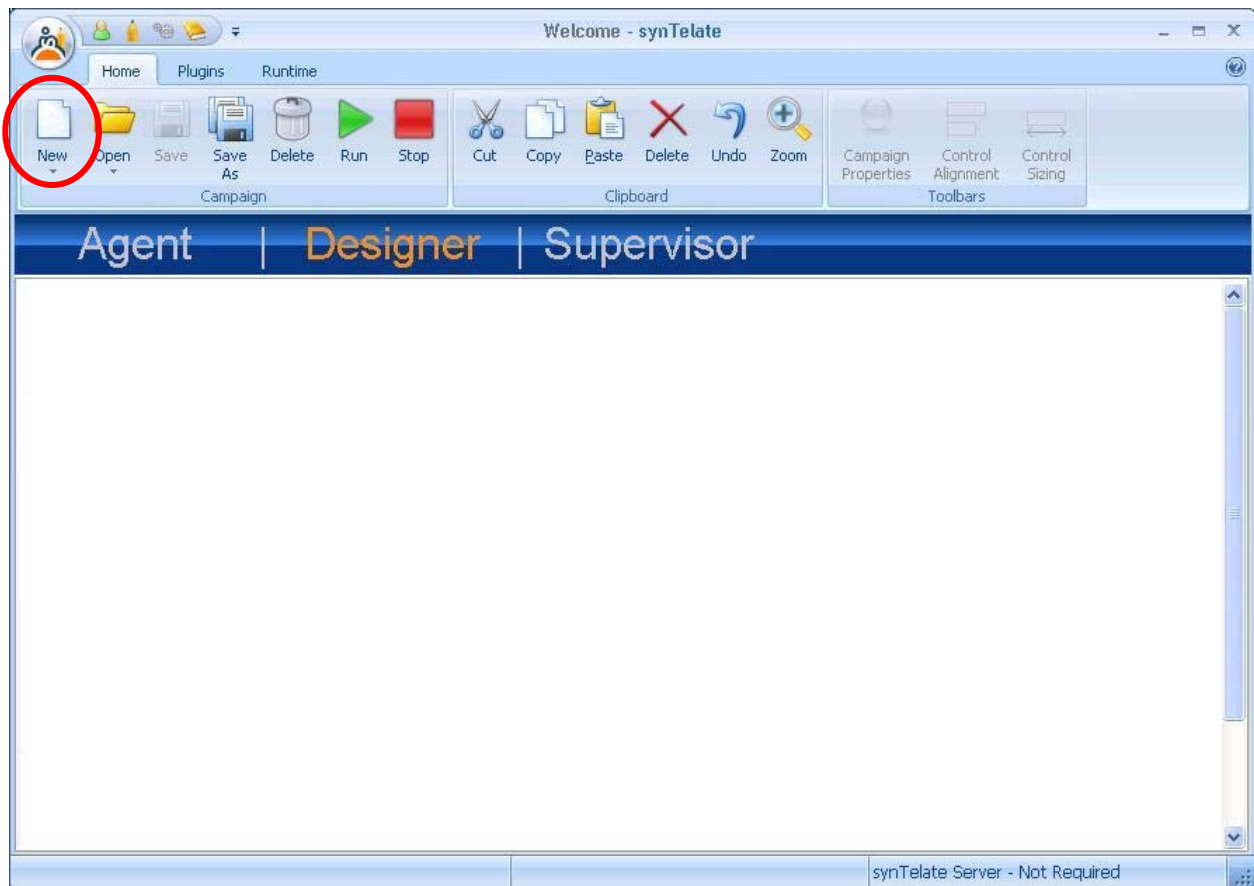 Welcome - synTelate
Home Plugins Runtime
New Open Save Save As Delete Run Stop Cut Copy Paste Delete Undo Zoom Campaign Properties Control Alignment Control Sizing
Campaign Clipboard Toolbars
Agent | Designer | Supervisor
synTelate Server - Not Required